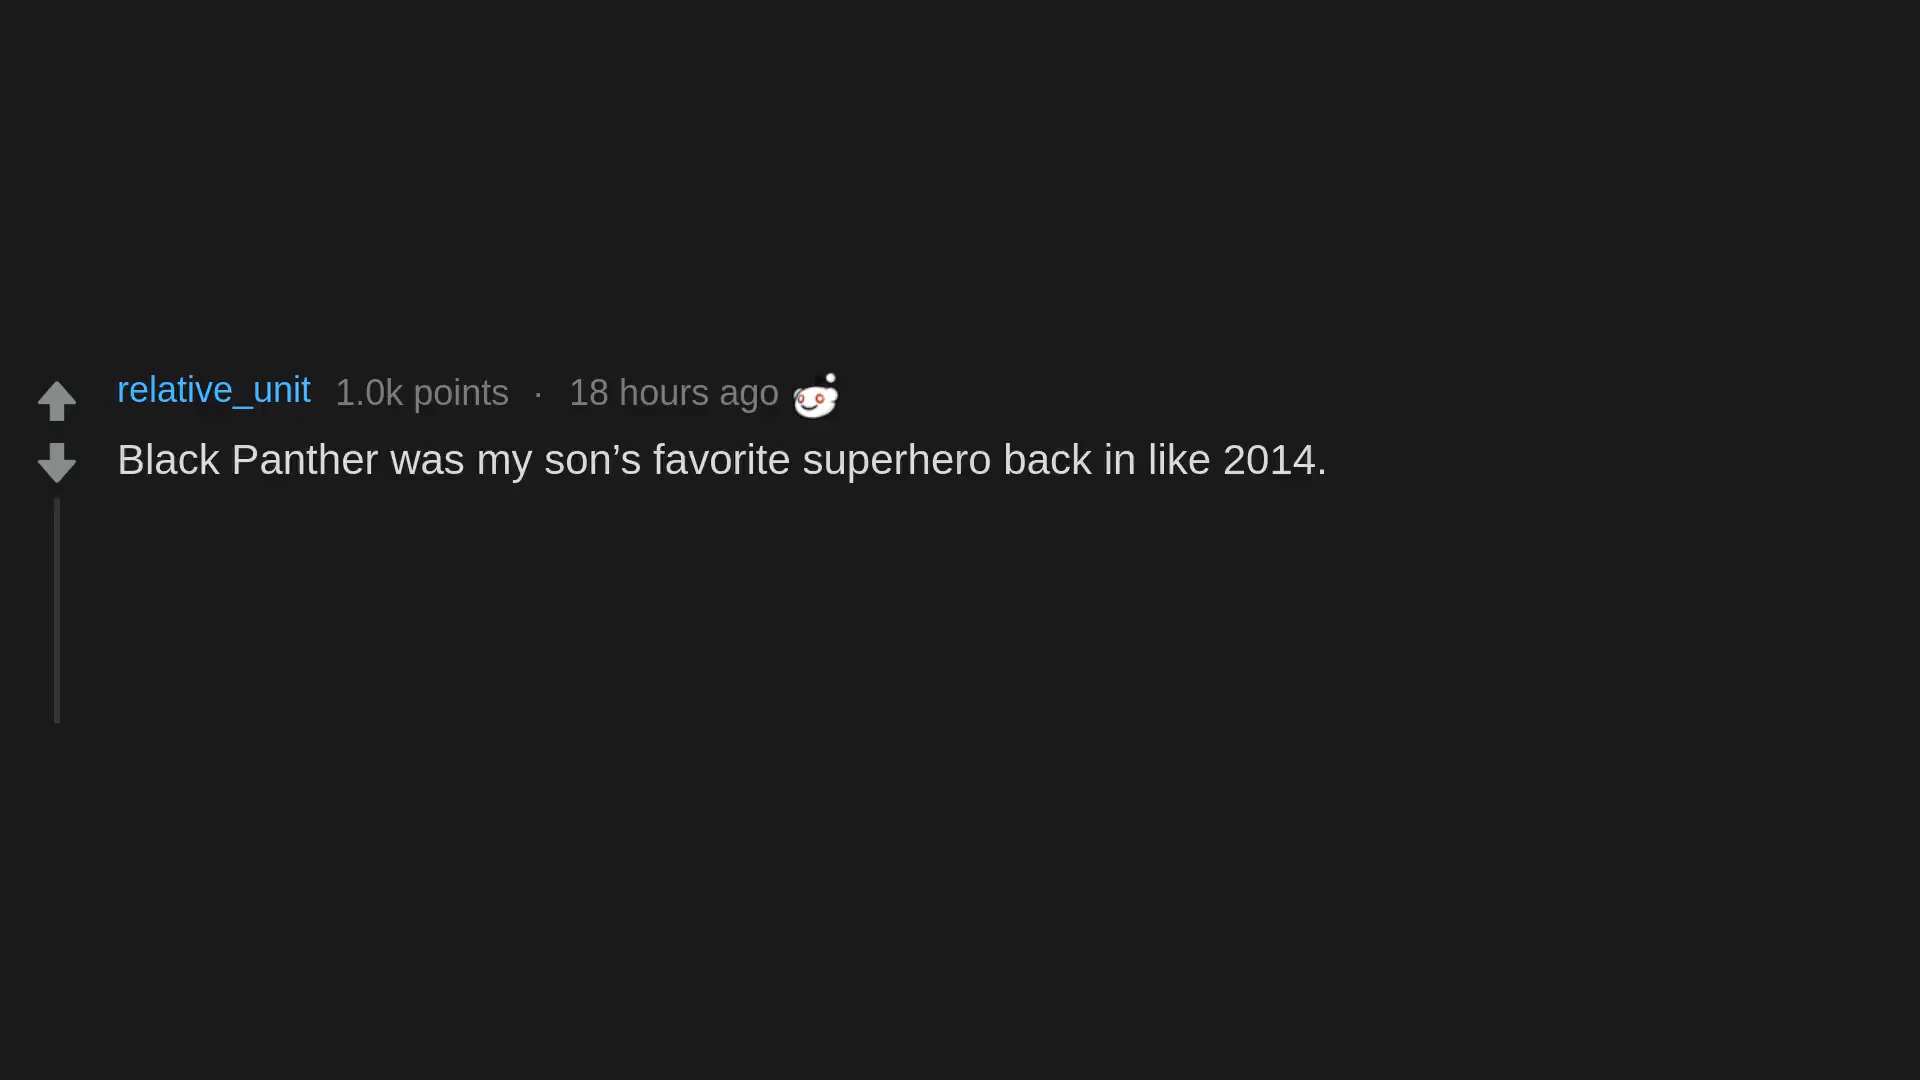 relative_unit 1.0k points · 18 hours ago
Black Panther was my son’s favorite superhero back in like 2014.